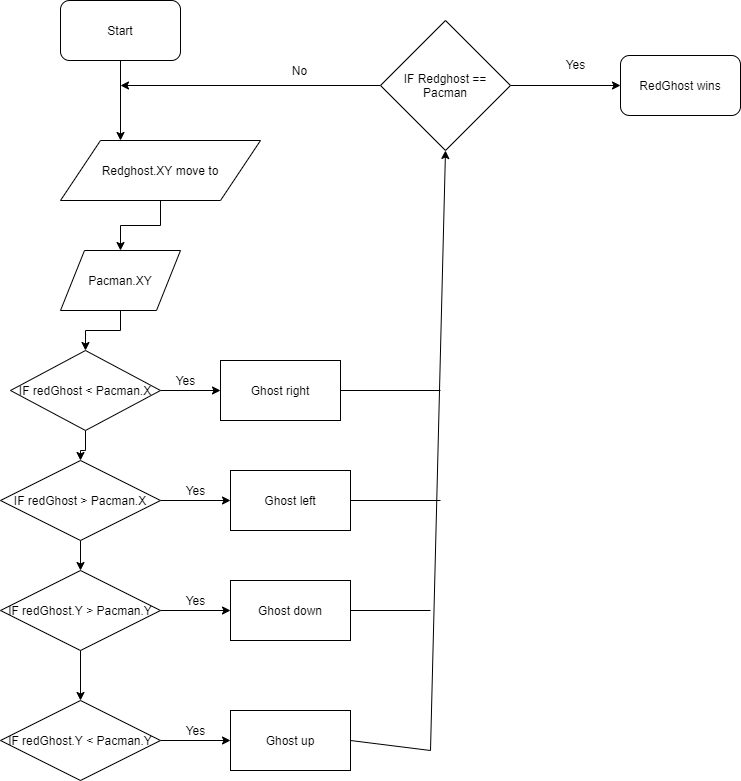 Start
IF Redghost ==
Pacman
No
Yes
RedGhost wins
Redghost.XY move to
Pacman.XY
IF redGhost < Pacman.X
Yes
Ghost right
IF redGhost > Pacman.X
Yes
Ghost left
IF redGhost.Y > Pacman.Y
Yes
Ghost down
IF redGhost.Y < Pacman.Y
Yes
Ghost up